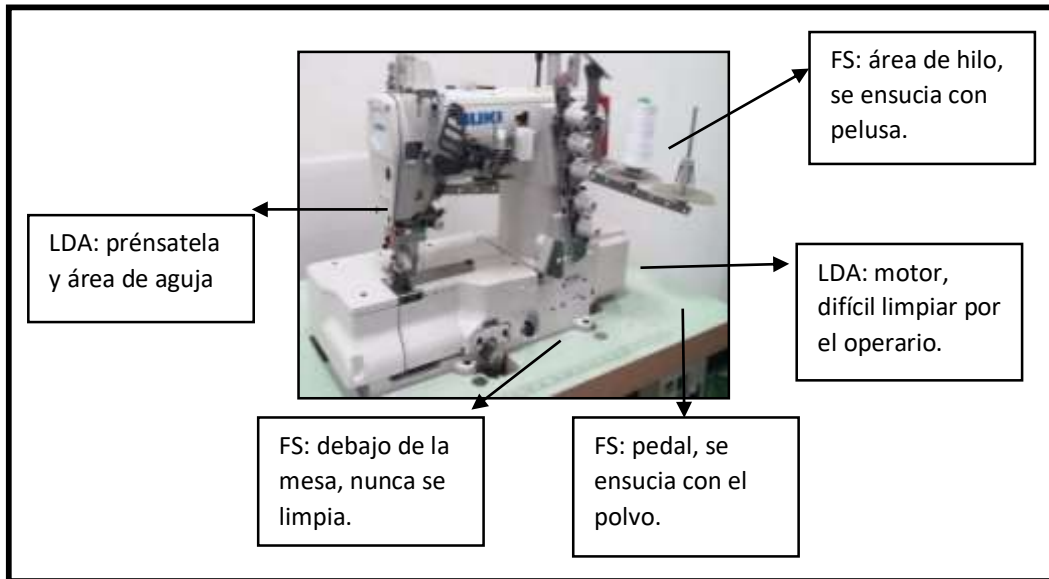 FS: área de hilo,
se ensucia con
pelusa.
JUKI
LDA: prénsatela
y área de aguja
LDA: motor,
difícil limpiar por
el operario.
FS: debajo de la
mesa, nunca se
limpia.
FS: pedal, se
ensucia con el
polvo.